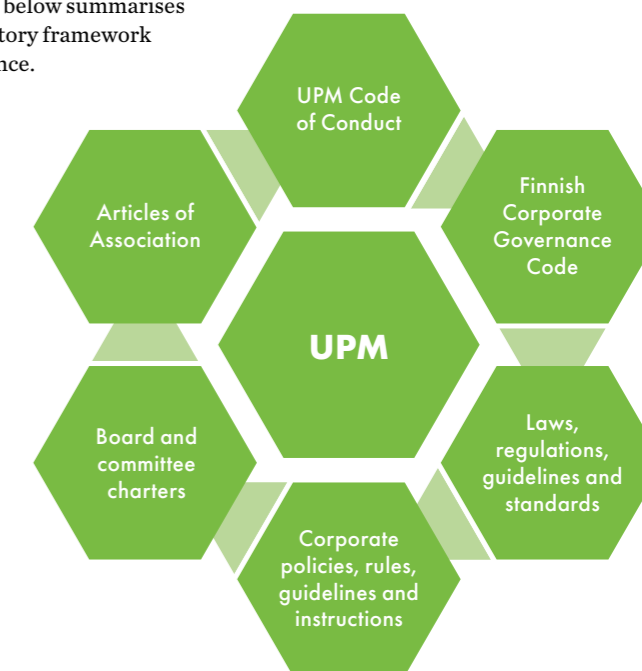 below summarises
tory framework
nce.
UPM Code
of Conduct
Finnish
Corporate
Governance
Code
Articles of
Association
UPM
Laws,
regulations,
guidelines and
standards
Board and
committee
charters
Corporate
policies, rules,
guidelines and
instructions